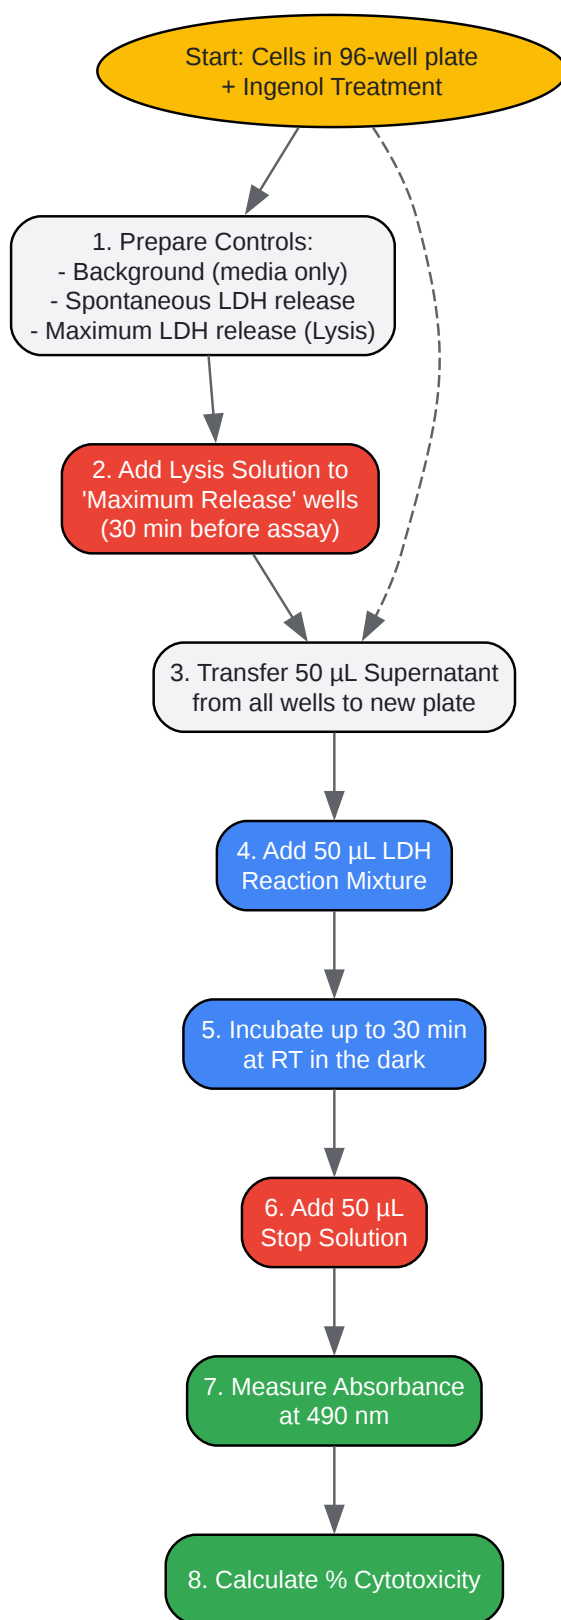 Start: Cells in 96-well plate
+ Ingenol Treatment
1. Prepare Controls:
- Background (media only)
- Spontaneous LDH release
- Maximum LDH release (Lysis)
2. Add Lysis Solution to
'Maximum Release' wells
(30 min before assay)
3. Transfer 50 µL Supernatant
from all wells to new plate
4. Add 50 µL LDH
Reaction Mixture
5. Incubate up to 30 min
at RT in the dark
6. Add 50 µL
Stop Solution
7. Measure Absorbance
at 490 nm
8. Calculate % Cytotoxicity